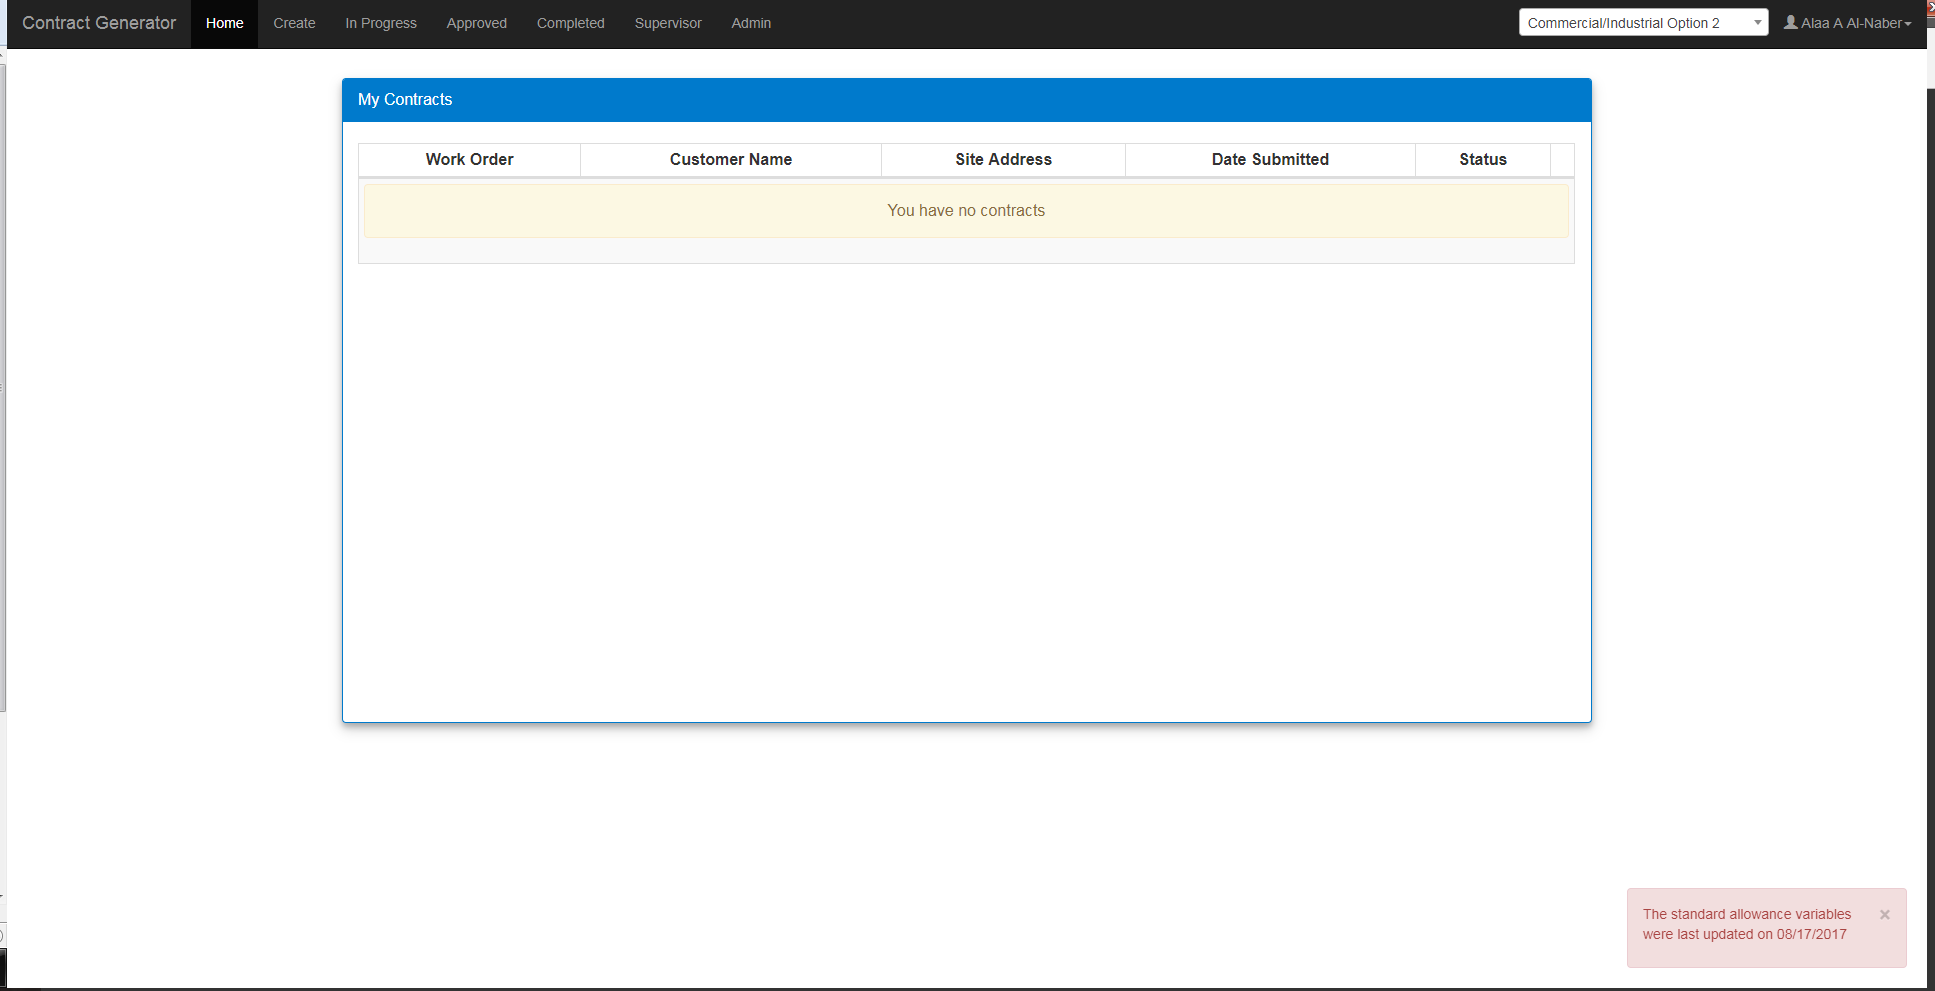 Contract Generator Home Create In Progress Approved Completed Supervisor Admin Commercial/Industrial Option 2 Alaa A Al-Naber
My Contracts
Work Order Customer Name Site Address Date Submitted Status
You have no contracts
The standard allowance variables ×
were last updated on 08/17/2017